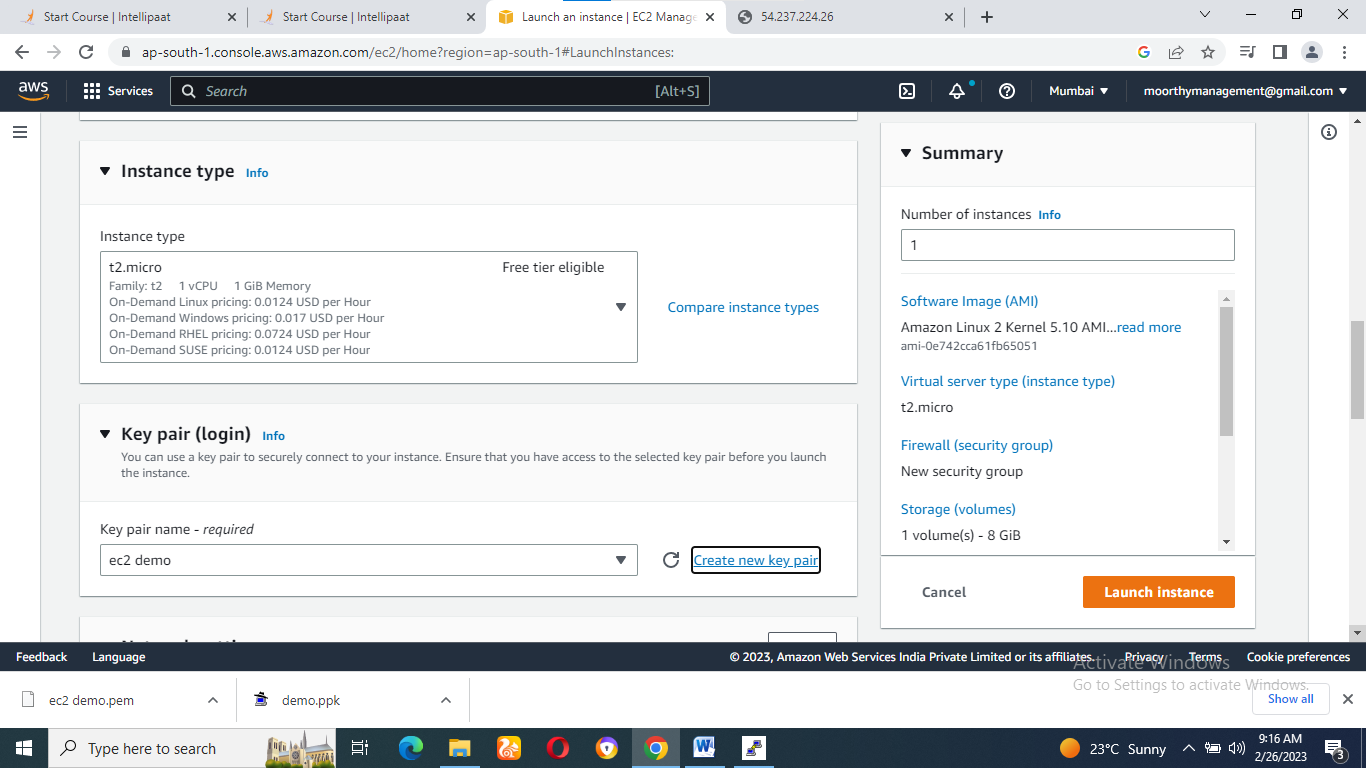 Start Course | Intellipaat
Start Course | Intellipaat
Launch an instance | EC2 Manage
54.237.224.26
ap-south-1.console.aws.amazon.com/ec2/home?region=ap-south-1#LaunchInstances:
aws
Services
Search
[Alt+S]
Mumbai
moorthymanagement@gmail.com
Instance type Info
Instance type
t2.micro Free tier eligible
Family: t2 1 vCPU 1 GiB Memory
On-Demand Linux pricing: 0.0124 USD per Hour
On-Demand Windows pricing: 0.017 USD per Hour
On-Demand RHEL pricing: 0.0724 USD per Hour
On-Demand SUSE pricing: 0.0124 USD per Hour
Compare instance types
Key pair (login) Info
You can use a key pair to securely connect to your instance. Ensure that you have access to the selected key pair before you launch
the instance.
Key pair name - required
ec2 demo
Create new key pair
Summary
Number of instances Info
1
Software Image (AMI)
Amazon Linux 2 Kernel 5.10 AMI...read more
ami-0e742cca61fb65051
Virtual server type (instance type)
t2.micro
Firewall (security group)
New security group
Storage (volumes)
1 volume(s) - 8 GiB
Cancel
Launch instance
Feedback
Language
© 2023, Amazon Web Services India Private Limited or its affiliates.
Privacy
Terms
Cookie preferences
Activate Windows
Go to Settings to activate Windows.
ec2 demo.pem
demo.ppk
Show all
Type here to search
23°C Sunny
9:16 AM
2/26/2023
3